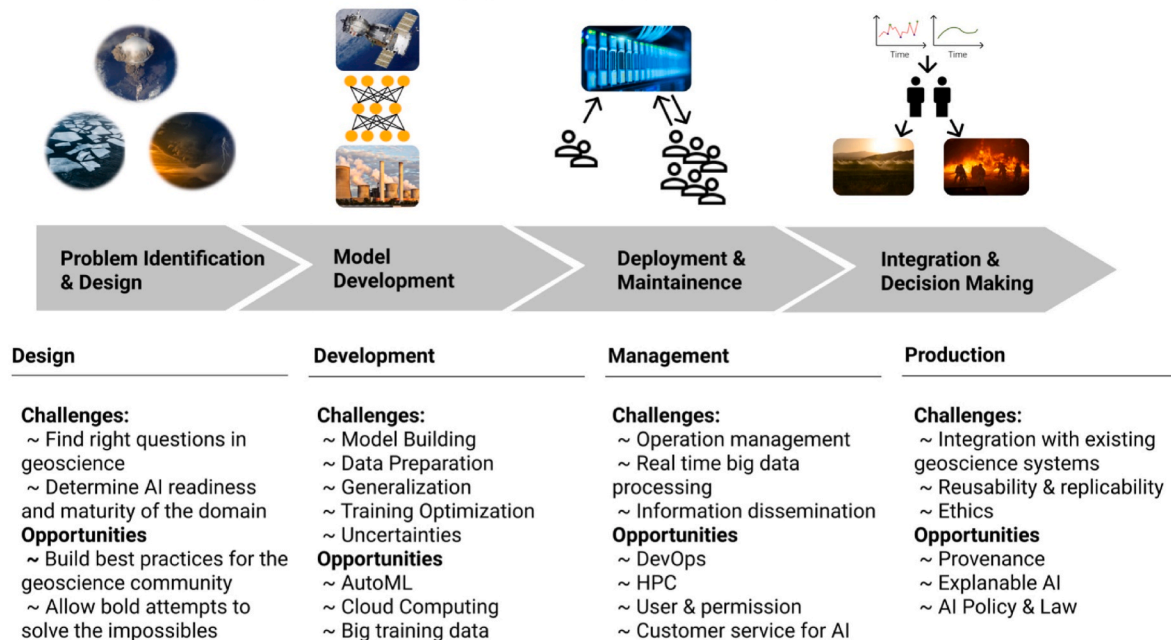 Time
Time
Problem Identification
& Design
Model
Development
Deployment &
Maintainence
Integration &
Decision Making
Design
Challenges:
~ Find right questions in
geoscience
~ Determine AI readiness
and maturity of the domain
Opportunities
~ Build best practices for the
geoscience community
~ Allow bold attempts to
solve the impossibles
Development
Challenges:
~ Model Building
~ Data Preparation
~ Generalization
~ Training Optimization
~ Uncertainties
Opportunities
~ AutoML
~ Cloud Computing
~ Big training data
Management
Challenges:
~ Operation management
~ Real time big data
processing
~ Information dissemination
Opportunities
~ DevOps
~ HPC
~ User & permission
~ Customer service for AI
Production
Challenges:
~ Integration with existing
geoscience systems
~ Reusability & replicability
~ Ethics
Opportunities
~ Provenance
~ Explanable AI
~ AI Policy & Law